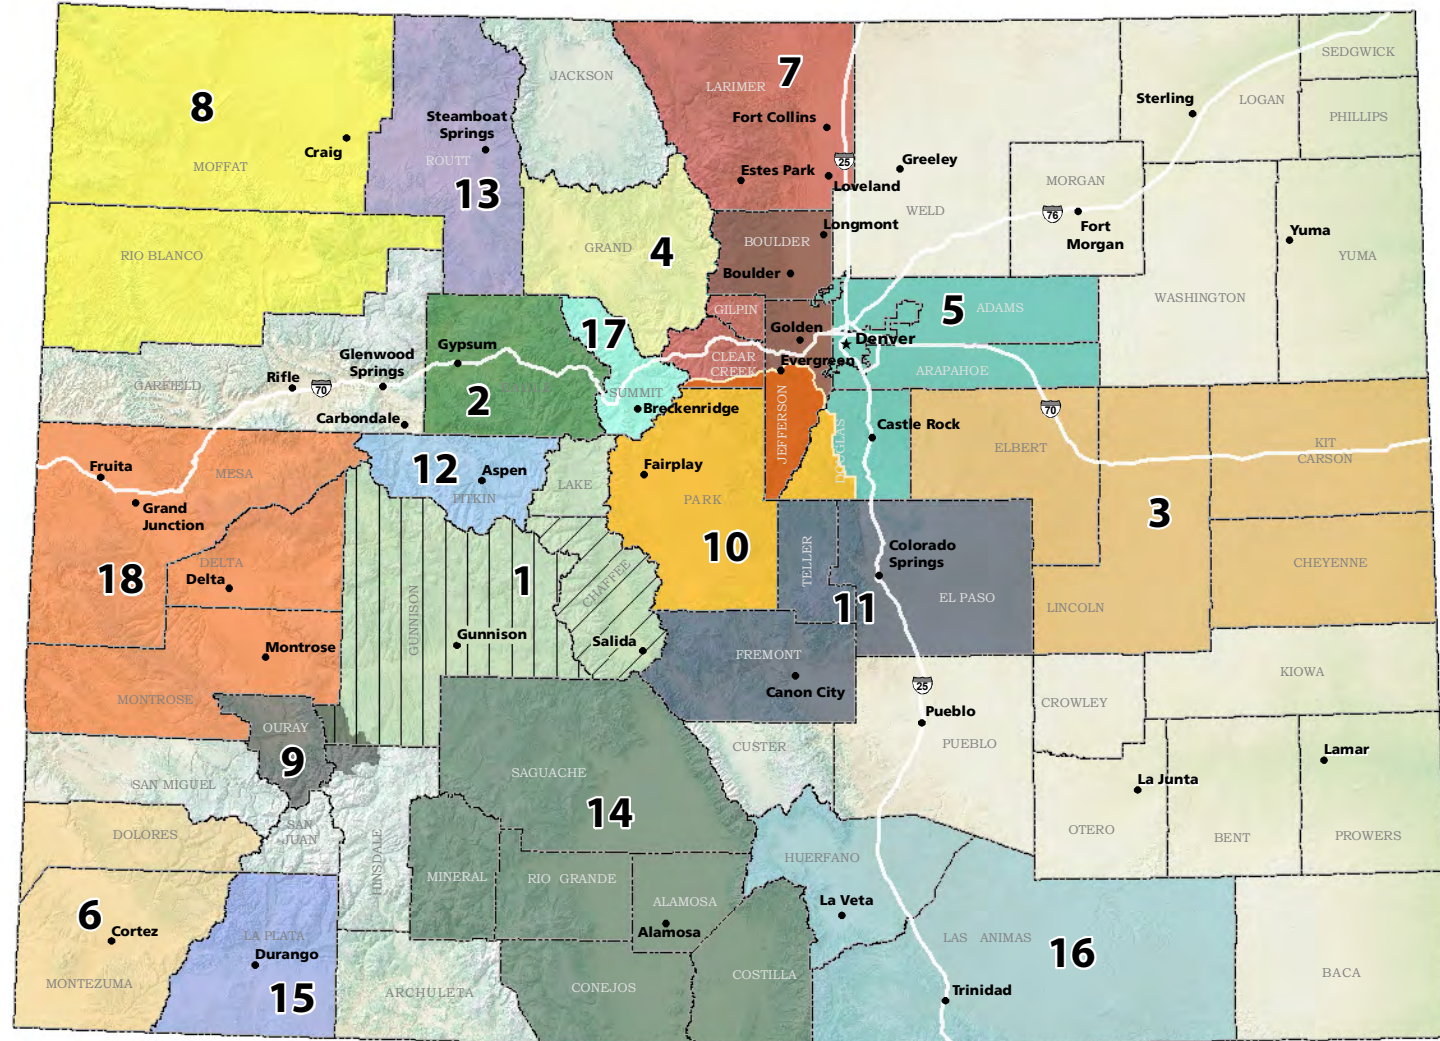 SEDGWICK
7
JACKSON
LARIMER
8
Sterling
LOGAN
Steamboat
Springs
Fort Collins
PHILLIPS
Craig
ROUTT
25
Greeley
MOFFAT
Estes Park
Loveland
MORGAN
13
WELD
76
Longmont
Fort
Morgan
Yuma
BOULDER
GRAND
4
RIO BLANCO
YUMA
Boulder
WASHINGTON
GILPIN
5
ADAMS
17
Golden
Denver
Gypsum
Glenwood
Springs
CLEAR
CREEK
Evergreen
ARAPAHOE
Rifle
70
GARFIELD
SUMMIT
2
Breckenridge
70
Carbondale
JEFFERSON
DOUGLAS
Castle Rock
ELBERT
KIT
CARSON
Fruita
MESA
12
Aspen
PITKIN
LAKE
Fairplay
PARK
Grand
Junction
3
10
Colorado
Springs
DELTA
Delta
18
1
TELLER
CHEYENNE
CHAFFEE
GUNNISON
11
EL PASO
LINCOLN
Gunnison
Salida
Montrose
FREMONT
Canon City
KIOWA
MONTROSE
25
CROWLEY
Pueblo
OURAY
PUEBLO
CUSTER
9
Lamar
SAN MIGUEL
SAGUACHE
La Junta
14
SAN
JUAN
DOLORES
OTERO
BENT
PROWERS
HINSDALE
HUERFANO
MINERAL
RIO GRANDE
ALAMOSA
La Veta
6
Cortez
Alamosa
LA PLATA
LAS ANIMAS
16
Durango
MONTEZUMA
15
ARCHULETA
CONEJOS
COSTILLA
BACA
Trinidad